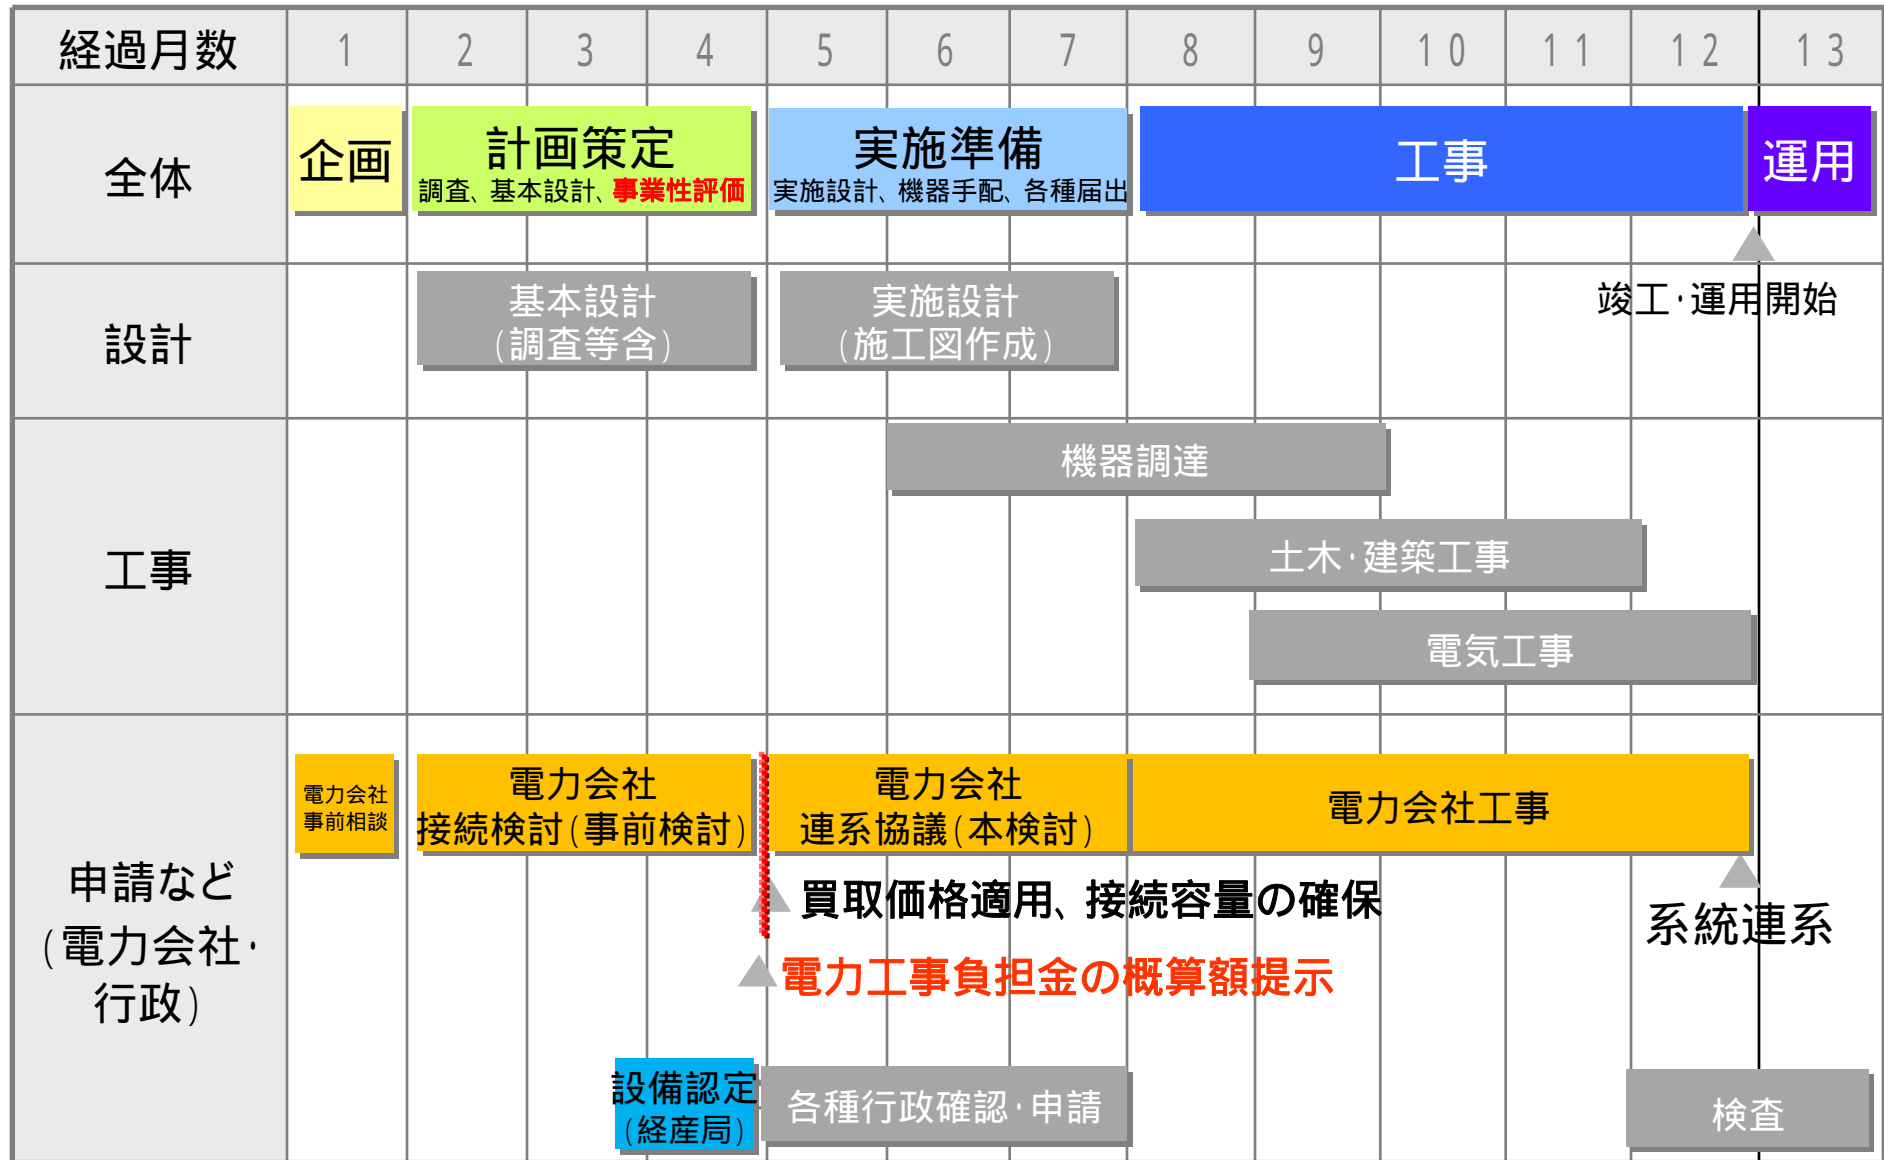 経過月数 1 2 3 4 5 6 7 8 9 10 11 12 13
全体
企画
計画策定
調査、基本設計、事業性評価
実施準備
実施設計、機器手配、各種届出
工事
運用
竣工・運用開始
設計
基本設計
(調査等含)
実施設計
(施工図作成)
工事
機器調達
土木・建築工事
電気工事
申請など
(電力会社・
行政)
電力会社
事前相談
電力会社
接続検討(事前検討)
電力会社
連系協議(本検討)
電力会社工事
買取価格適用、接続容量の確保
系統連系
電力工事負担金の概算額提示
設備認定
(経産局)
各種行政確認・申請
検査